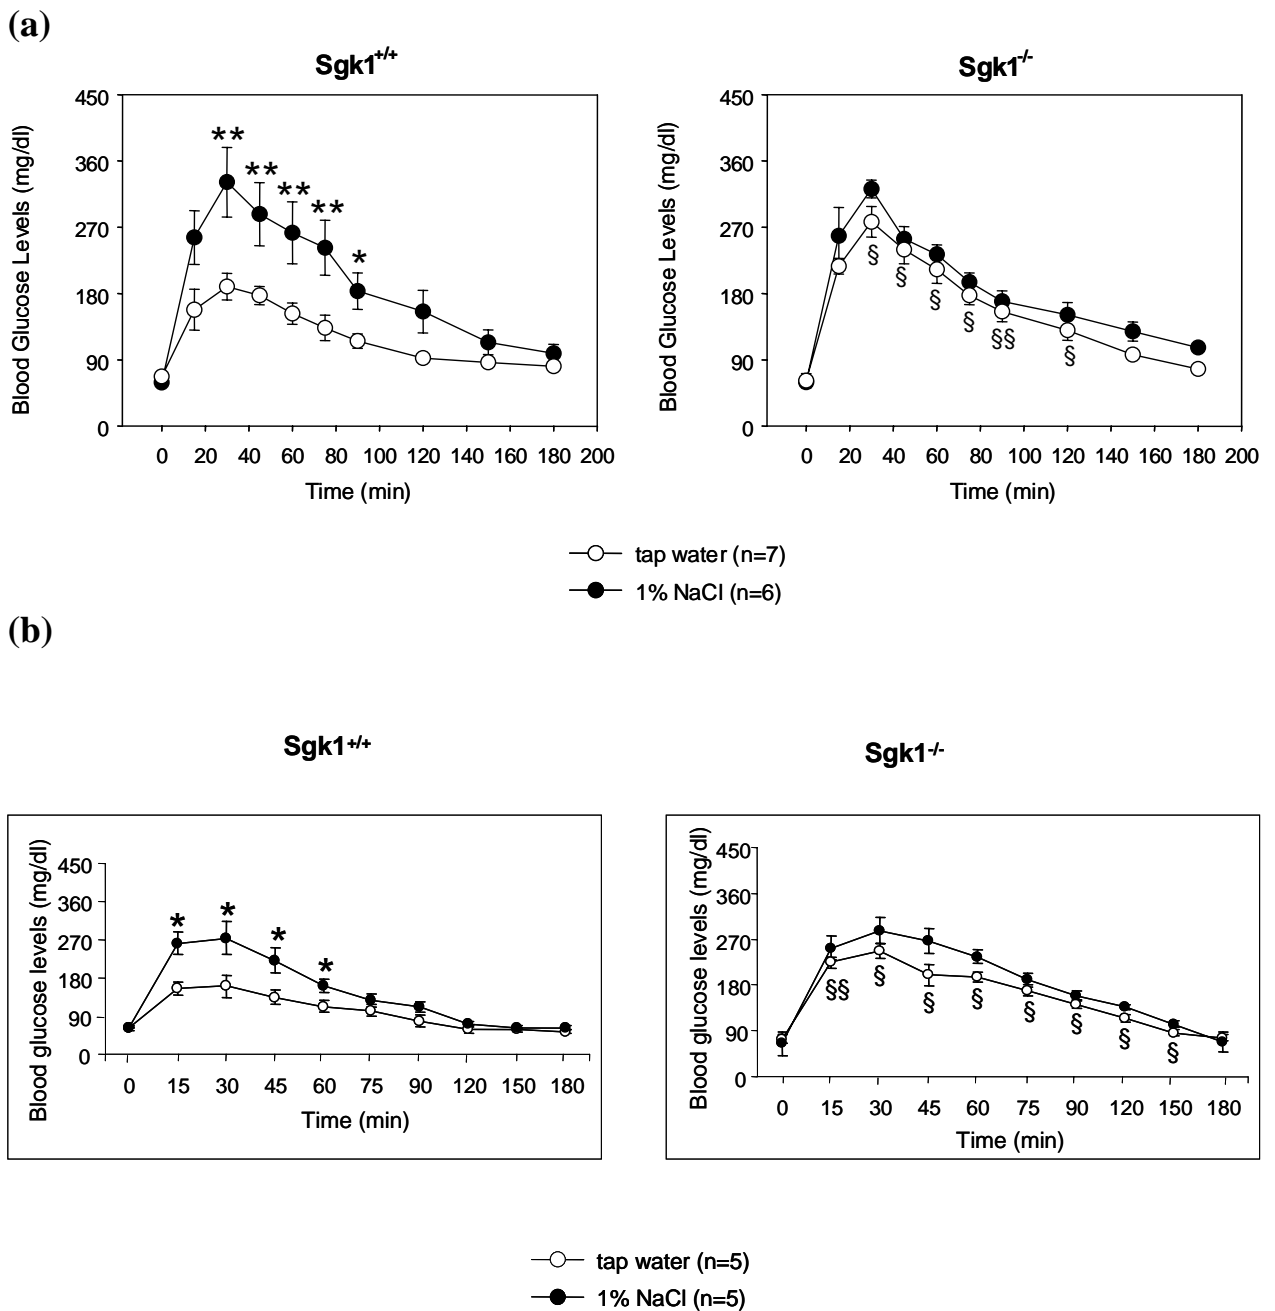 (a)
Sgk1+/+
Blood Glucose Levels (mg/dl)
450
360
270
180
90
0
**
**
**
**
*
0 20 40 60 80 100 120 140 160 180 200
Time (min)
Sgk1-/-
Blood Glucose Levels (mg/dl)
450
360
270
180
90
0
§
§
§
§
§§
§
0 20 40 60 80 100 120 140 160 180 200
Time (min)
tap water (n=7)
1% NaCl (n=6)
(b)
Sgk1+/+
Blood glucose levels (mg/dl)
450
360
270
180
90
0
*
*
*
*
0 15 30 45 60 75 90 120 150 180
Time (min)
Sgk1-/-
Blood glucose levels (mg/dl)
450
360
270
180
90
0
§§
§
§
§
§
§
§
§
0 15 30 45 60 75 90 120 150 180
Time (min)
tap water (n=5)
1% NaCl (n=5)